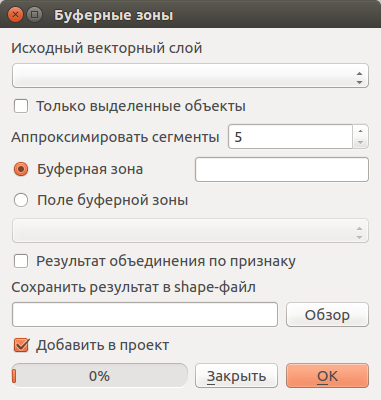 Буферные зоны
Исходный векторный слой
Только выделенные объекты
Аппроксимировать сегменты 5
Буферная зона
Поле буферной зоны
Результат объединения по признаку
Сохранить результат в shape-файл
Обзор
Добавить в проект
0% Закрыть OK